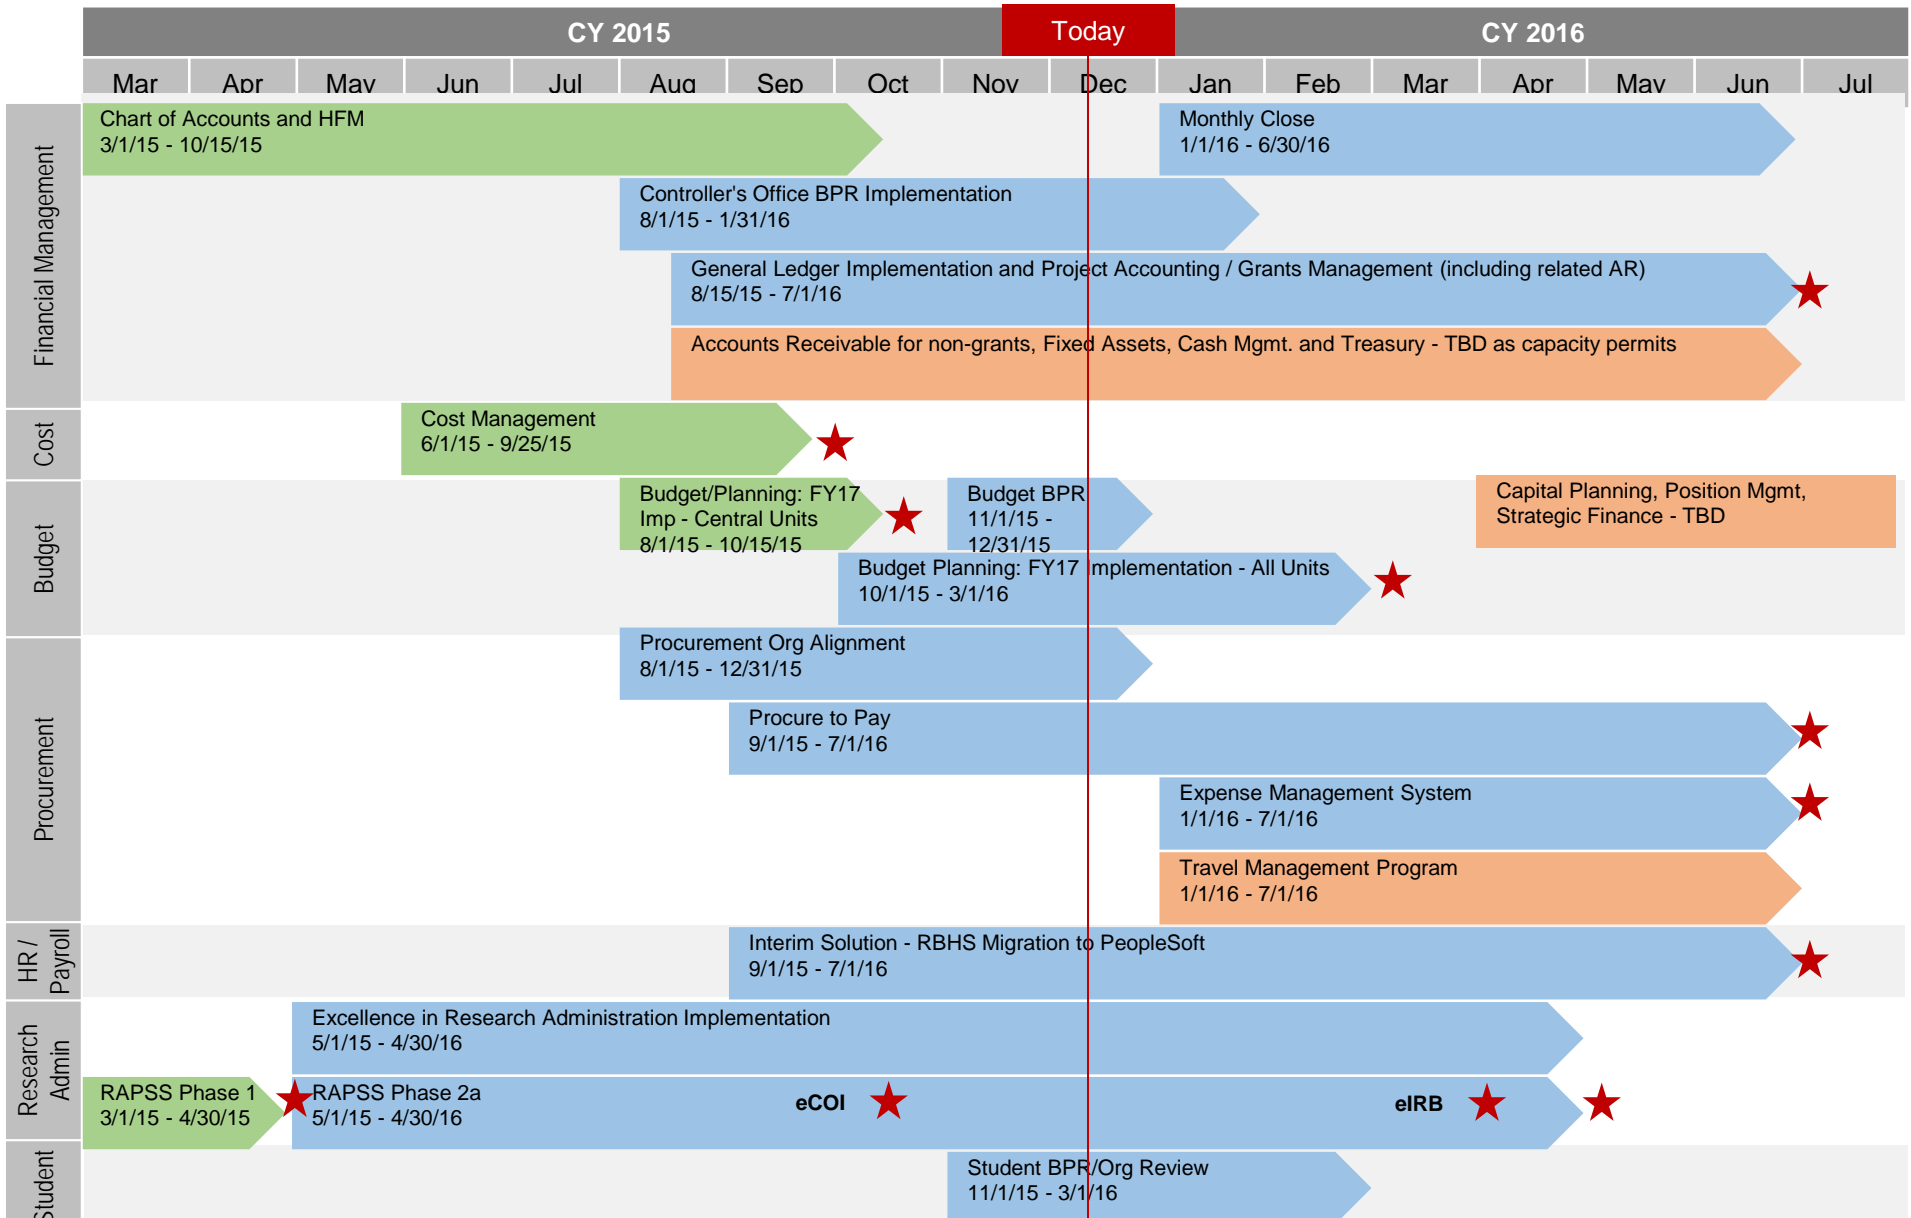 CY 2015
Today
CY 2016
Mar Apr May Jun Jul Aug Sep Oct Nov Dec Jan Feb Mar Apr May Jun Jul
Financial Management
Chart of Accounts and HFM
3/1/15 - 10/15/15
Monthly Close
1/1/16 - 6/30/16
Controller's Office BPR Implementation
8/1/15 - 1/31/16
General Ledger Implementation and Project Accounting / Grants Management (including related AR)
8/15/15 - 7/1/16
Accounts Receivable for non-grants, Fixed Assets, Cash Mgmt. and Treasury - TBD as capacity permits
Cost
Cost Management
6/1/15 - 9/25/15
Budget
Budget/Planning: FY17
Imp - Central Units
8/1/15 - 10/15/15
Budget BPR
11/1/15 -
12/31/15
Capital Planning, Position Mgmt,
Strategic Finance - TBD
Budget Planning: FY17 Implementation - All Units
10/1/15 - 3/1/16
Procurement
Procurement Org Alignment
8/1/15 - 12/31/15
Procure to Pay
9/1/15 - 7/1/16
Expense Management System
1/1/16 - 7/1/16
Travel Management Program
1/1/16 - 7/1/16
HR /
Payroll
Interim Solution - RBHS Migration to PeopleSoft
9/1/15 - 7/1/16
Research
Admin
Excellence in Research Administration Implementation
5/1/15 - 4/30/16
RAPSS Phase 1
3/1/15 - 4/30/15
RAPSS Phase 2a
5/1/15 - 4/30/16
eCOI
eIRB
Student
Student BPR/Org Review
11/1/15 - 3/1/16